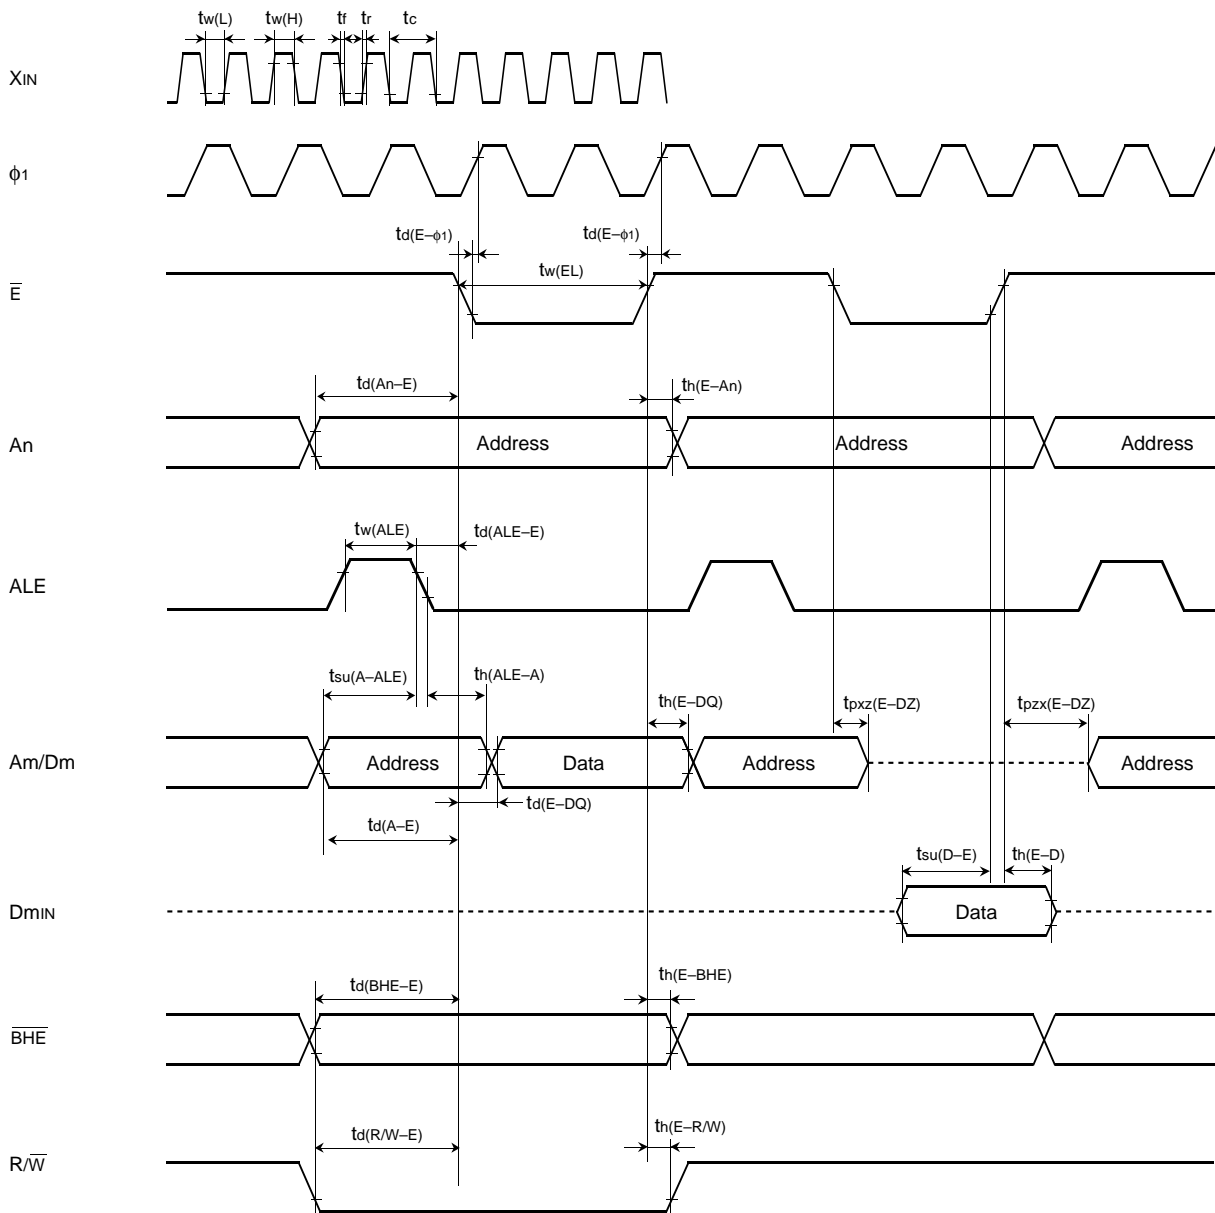 tw(L) tw(H) tf tr tc
XIN
ϕ1
td(E–ϕ1) td(E–ϕ1)
tw(EL)
E̅
td(An–E) th(E–An)
An Address Address Address
tw(ALE) td(ALE–E)
ALE
tsu(A–ALE) th(ALE–A) th(E–DQ) tpxz(E–DZ) tpzx(E–DZ)
Am/Dm Address Data Address Address
td(E–DQ)
td(A–E)
tsu(D–E) th(E–D)
DmIN Data
td(BHE–E) th(E–BHE)
B̅H̅E̅
td(R/W–E) th(E–R/W)
R/W̅